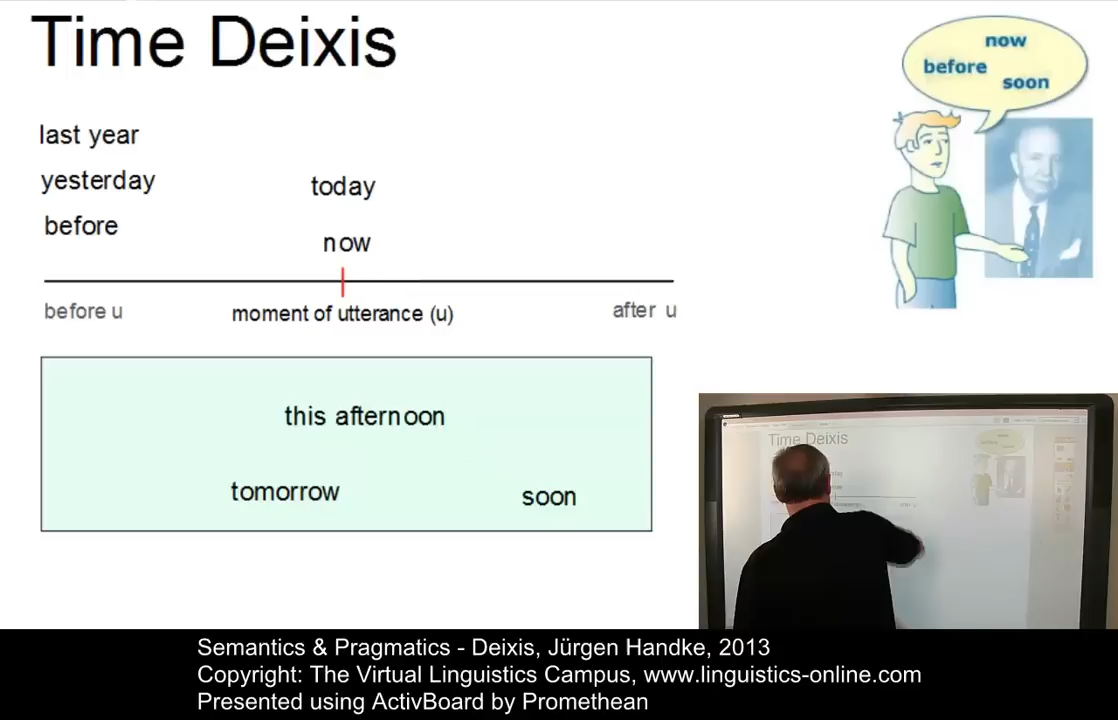 Time Deixis
now
before
soon
last year
yesterday
today
before
now
before u
moment of utterance (u)
after u
this afternoon
tomorrow
soon
Time Deixis
Semantics & Pragmatics - Deixis, Jürgen Handke, 2013
Copyright: The Virtual Linguistics Campus, www.linguistics-online.com
Presented using ActivBoard by Promethean